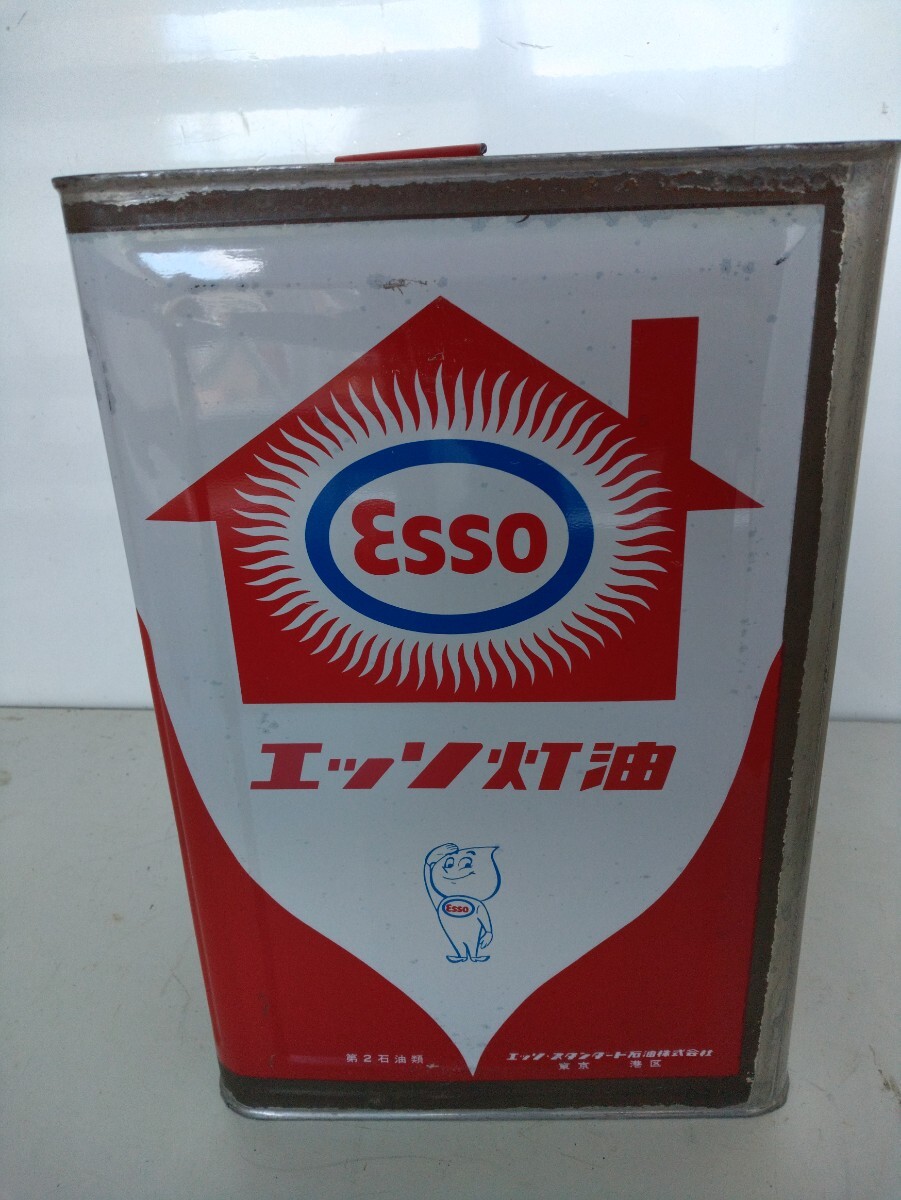 Esso
エッソ灯油
Esso
第2石油類
エッソ・スタンダード石油株式会社
東京 港区